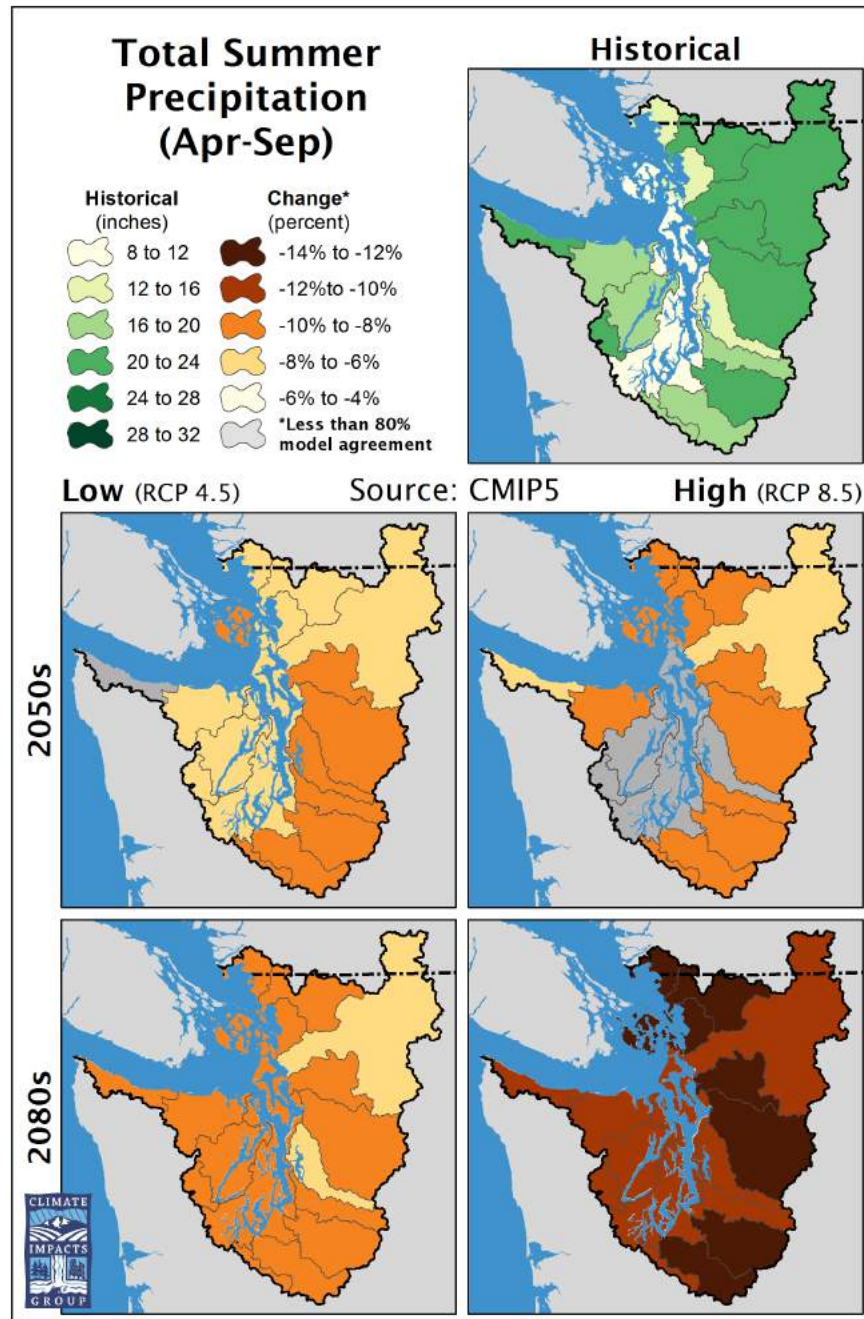 Total Summer
Precipitation
(Apr-Sep)
Historical
Historical
(inches)
8 to 12
12 to 16
16 to 20
20 to 24
24 to 28
28 to 32
Change*
(percent)
-14% to -12%
-12%to -10%
-10% to -8%
-8% to -6%
-6% to -4%
*Less than 80%
model agreement
Low (RCP 4.5)
Source: CMIP5
High (RCP 8.5)
2050s
2080s
CLIMATE
IMPACTS
GROUP